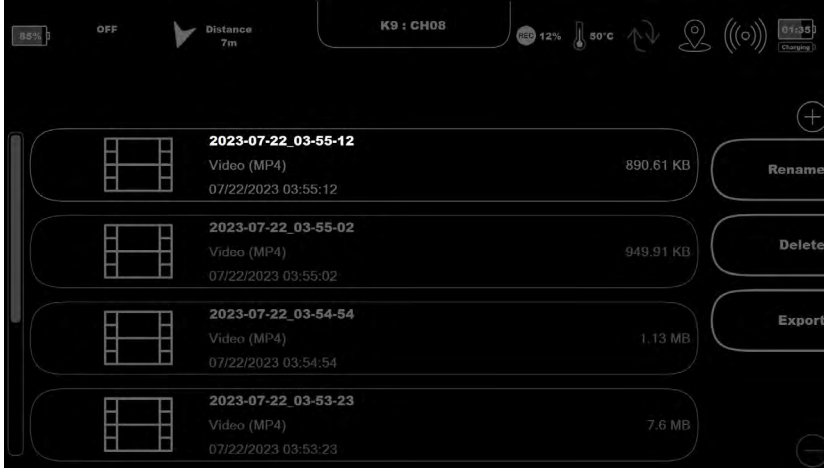 85%
OFF
Distance
7m
K9 : CH08
REC 12%
50°C
01:35
Charging
2023-07-22_03-55-12
Video (MP4)
890.61 KB
07/22/2023 03:55:12
Rename
2023-07-22_03-55-02
Video (MP4)
949.91 KB
07/22/2023 03:55:02
Delete
2023-07-22_03-54-54
Video (MP4)
1.13 MB
07/22/2023 03:54:54
Export
2023-07-22_03-53-23
Video (MP4)
7.6 MB
07/22/2023 03:53:23